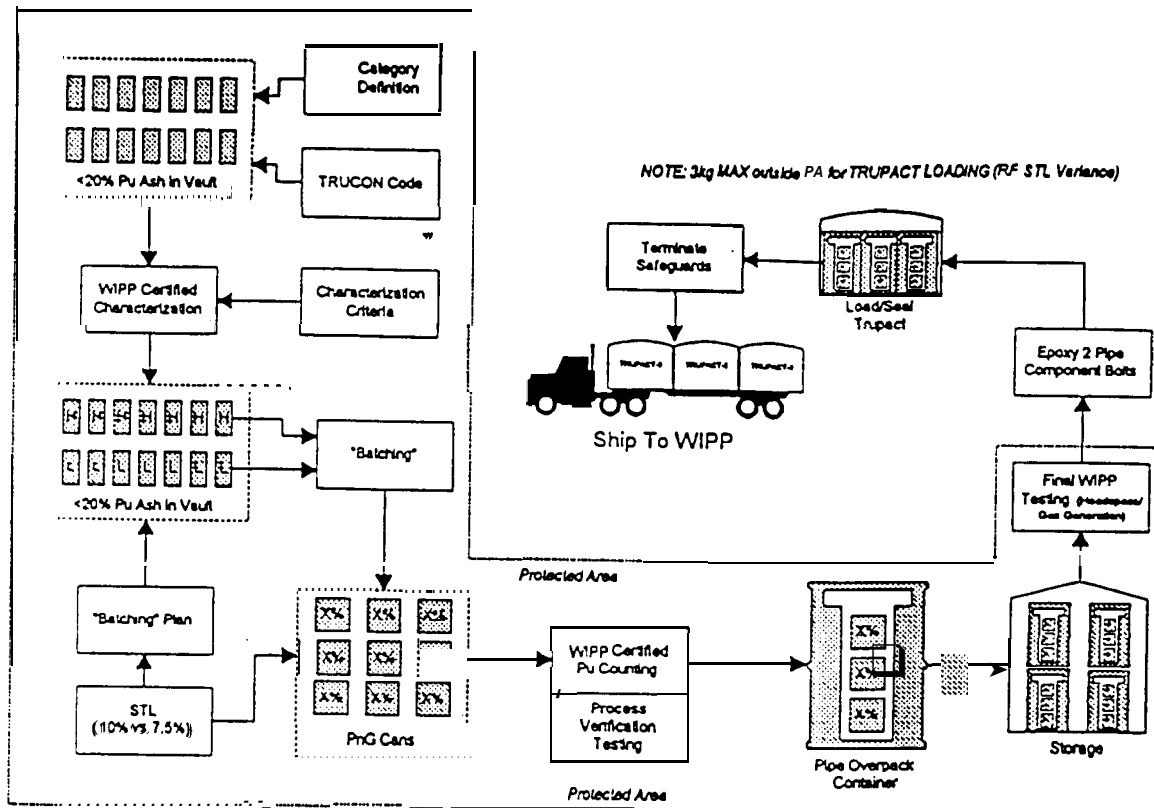 Category
Definition
TRUCON Code
<20% Pu Ash in Vault
WIPP Certified
Characterization
Characterization
Criteria
H H H H H
L L L L
<20% Pu Ash in Vault
"Batching"
"Batching" Plan
STL
(10% vs. 7.5%)
X% X% X%
X% X%
X% X% X%
PnG Cans
Protected Area
WIPP Certified
Pu Counting
Process
Verification
Testing
Protected Area
X%
X%
X%
Pipe Overpack
Container
Storage
Final WIPP
Testing (Headspace/
Gas Generation)
Epoxy 2 Pipe
Component Bolts
NOTE: 3kg MAX outside PA for TRUPACT LOADING (RF STL Variance)
Load/Seal
Trupact
Terminate
Safeguards
Ship To WIPP